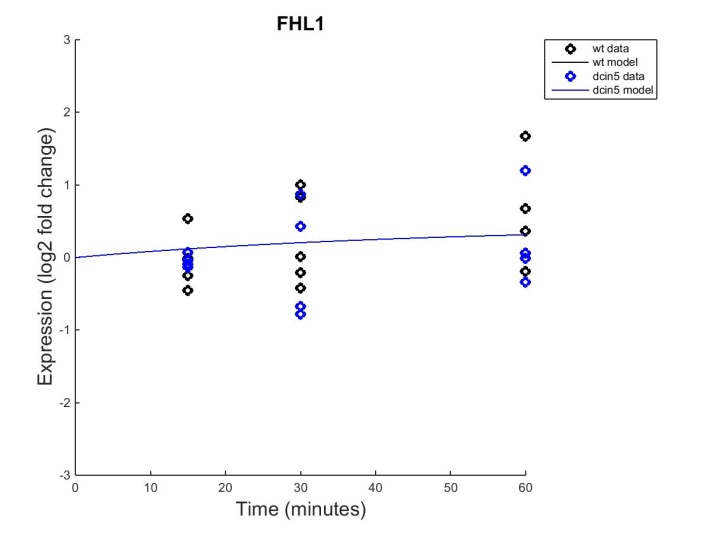 FHL1
3
2
1
0
-1
-2
-3
Expression (log2 fold change)
0 10 20 30 40 50 60
Time (minutes)
wt data
wt model
dcin5 data
dcin5 model